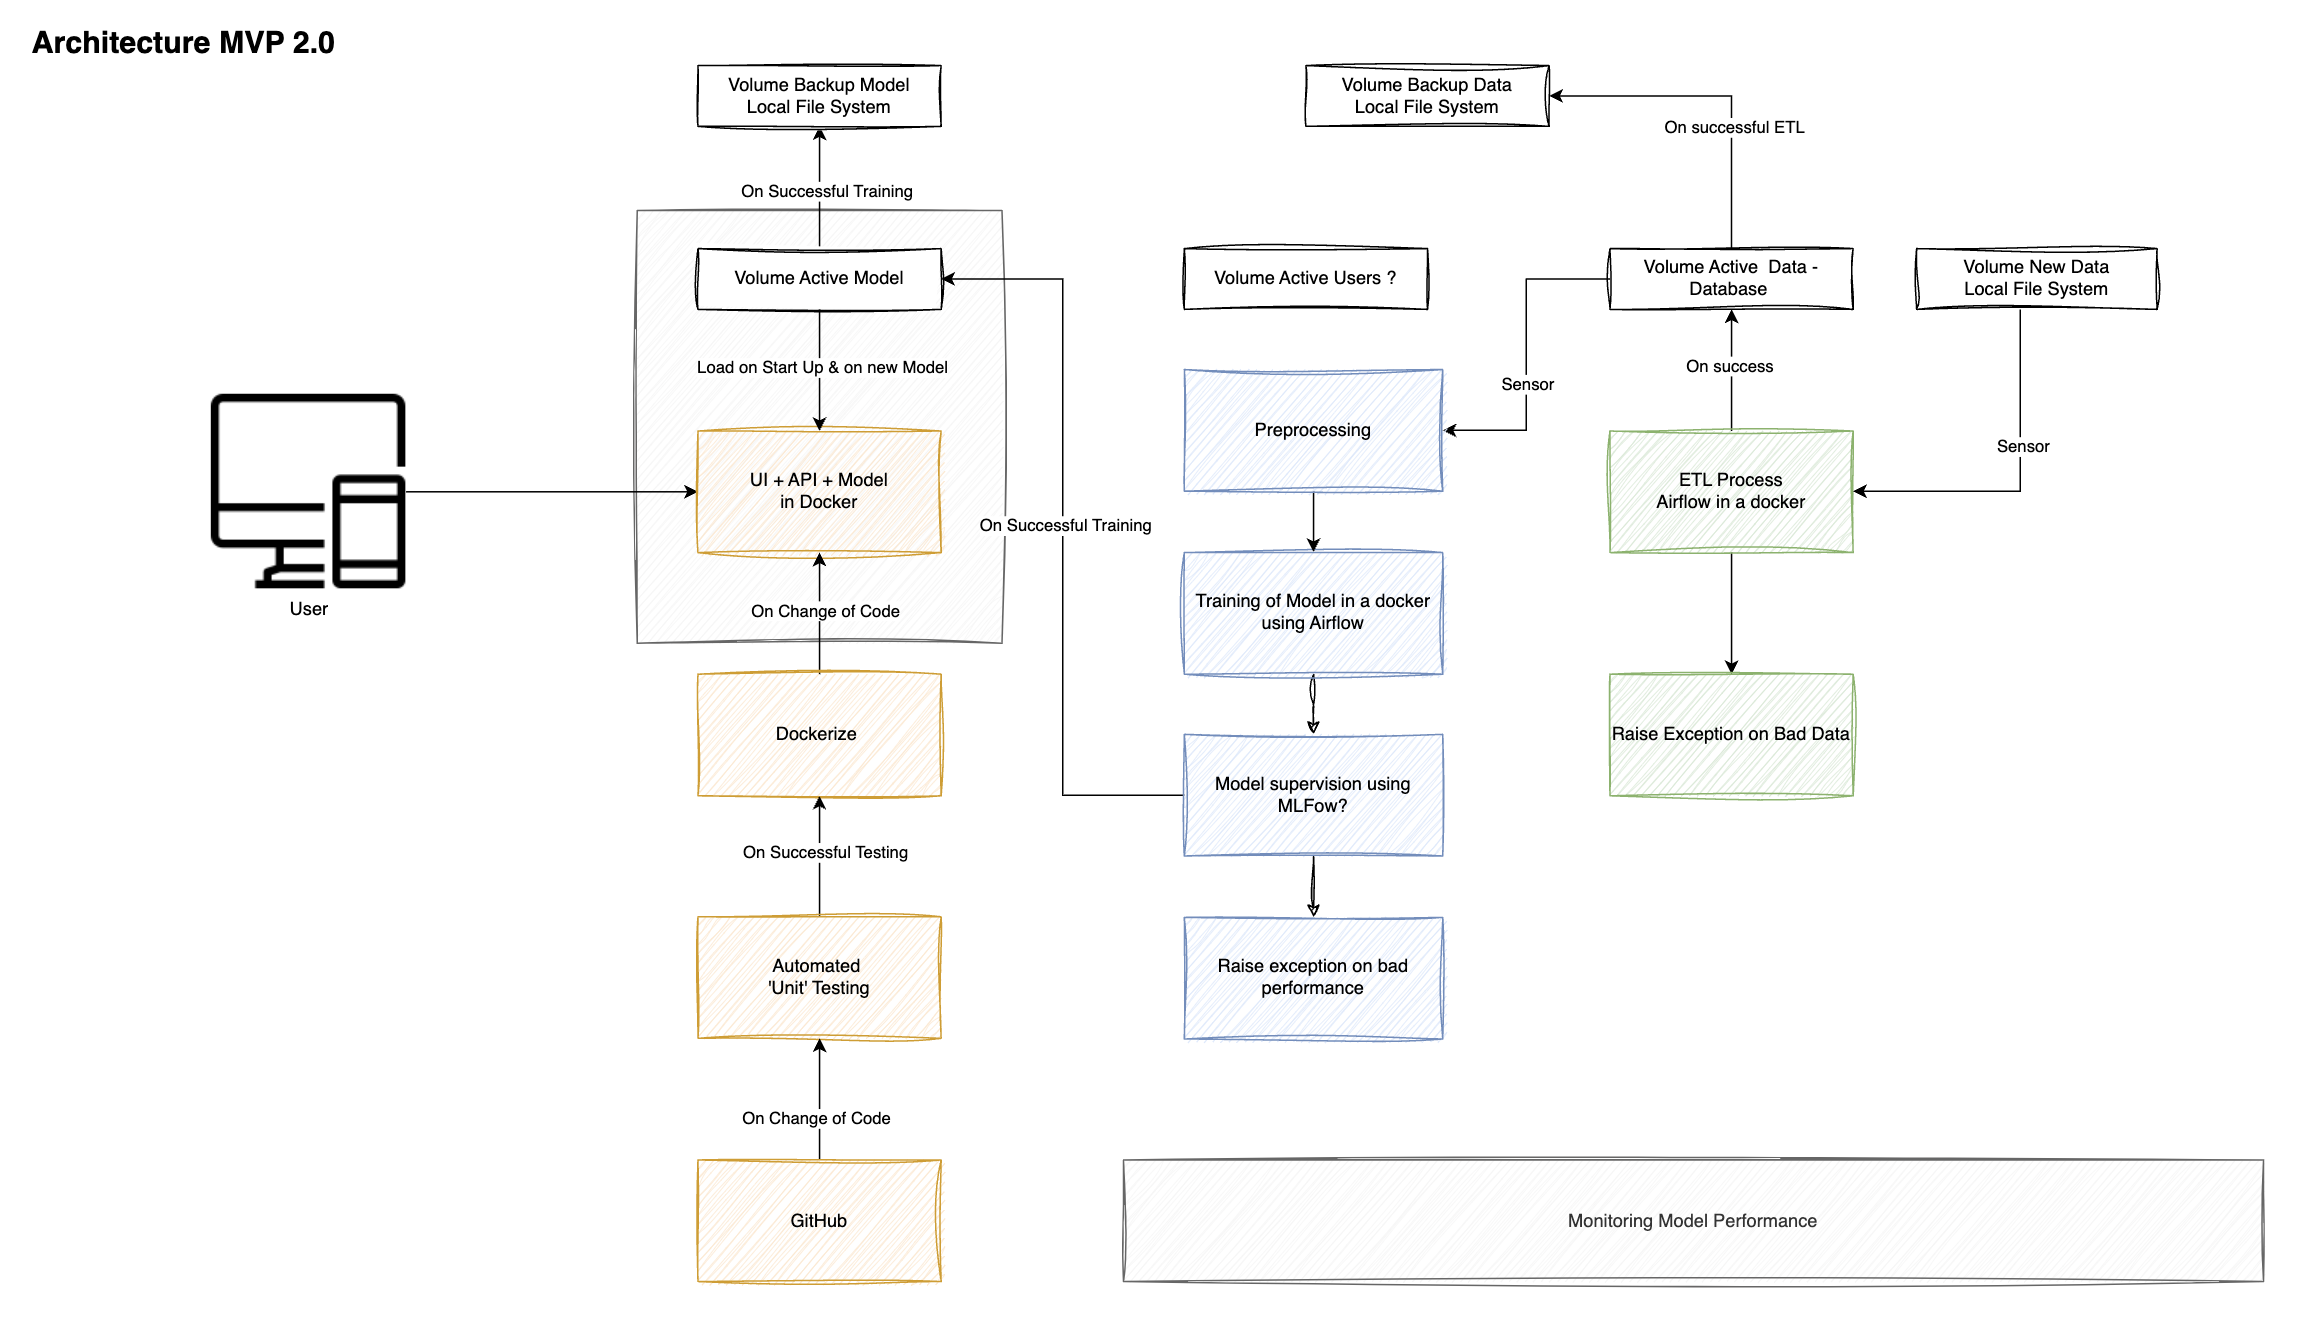 Architecture MVP 2.0
Volume Backup Model
Local File System
Volume Backup Data
Local File System
On successful ETL
On Successful Training
Volume Active Model
Volume Active Users ?
Volume Active  Data -
Database
Volume New Data
Local File System
Load on Start Up & on new Model
On success
Sensor
Preprocessing
Sensor
UI + API + Model
in Docker
ETL Process
Airflow in a docker
On Successful Training
User
On Change of Code
Training of Model in a docker
using Airflow
Dockerize
Raise Exception on Bad Data
Model supervision using
MLFow?
On Successful Testing
Automated
'Unit' Testing
Raise exception on bad
performance
On Change of Code
GitHub
Monitoring Model Performance